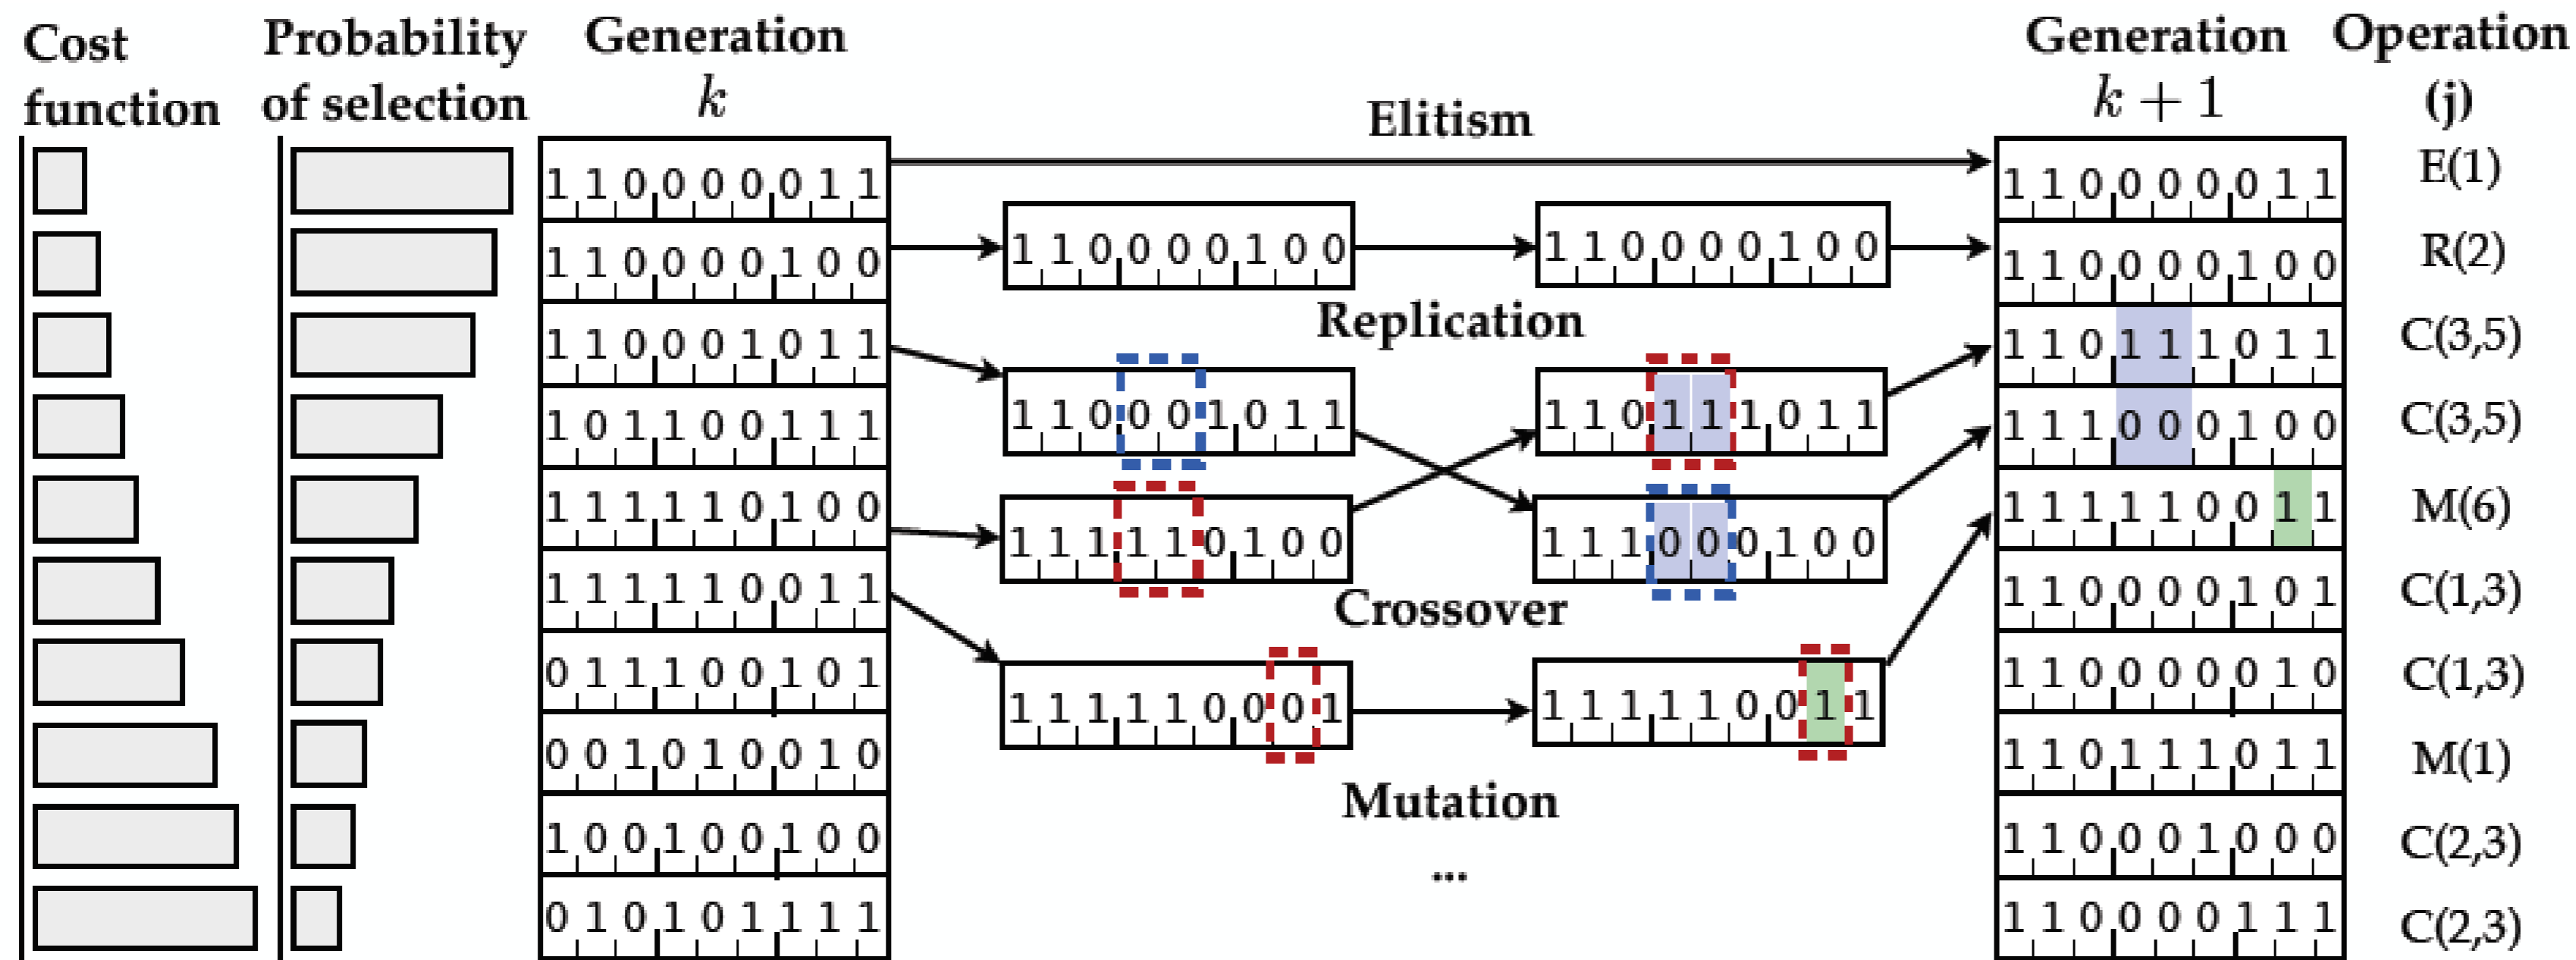 Cost function
Probability of selection
Generation k
Generation k + 1
Operation (j)
Elitism
1 1 0 0 0 0 0 1 1
1 1 0 0 0 0 0 1 1
E(1)
1 1 0 0 0 0 1 0 0
1 1 0 0 0 0 1 0 0
1 1 0 0 0 0 1 0 0
1 1 0 0 0 0 1 0 0
R(2)
Replication
1 1 0 0 0 1 0 1 1
1 1 0 0 0 1 0 1 1
1 1 0 1 1 1 0 1 1
1 1 0 1 1 1 0 1 1
C(3,5)
1 0 1 1 0 0 1 1 1
1 1 1 0 0 0 1 0 0
C(3,5)
1 1 1 1 1 0 1 0 0
1 1 1 1 1 0 1 0 0
1 1 1 0 0 0 1 0 0
1 1 1 1 1 0 0 1 1
M(6)
Crossover
1 1 1 1 1 0 0 1 1
1 1 0 0 0 0 1 0 1
C(1,3)
0 1 1 1 0 0 1 0 1
1 1 1 1 1 0 0 0 1
1 1 1 1 1 0 0 1 1
1 1 0 0 0 0 0 1 0
C(1,3)
0 0 1 0 1 0 0 1 0
1 1 0 1 1 1 0 1 1
M(1)
Mutation
1 0 0 1 0 0 1 0 0
1 1 0 0 0 1 0 0 0
C(2,3)
...
0 1 0 1 0 1 1 1 1
1 1 0 0 0 0 1 1 1
C(2,3)